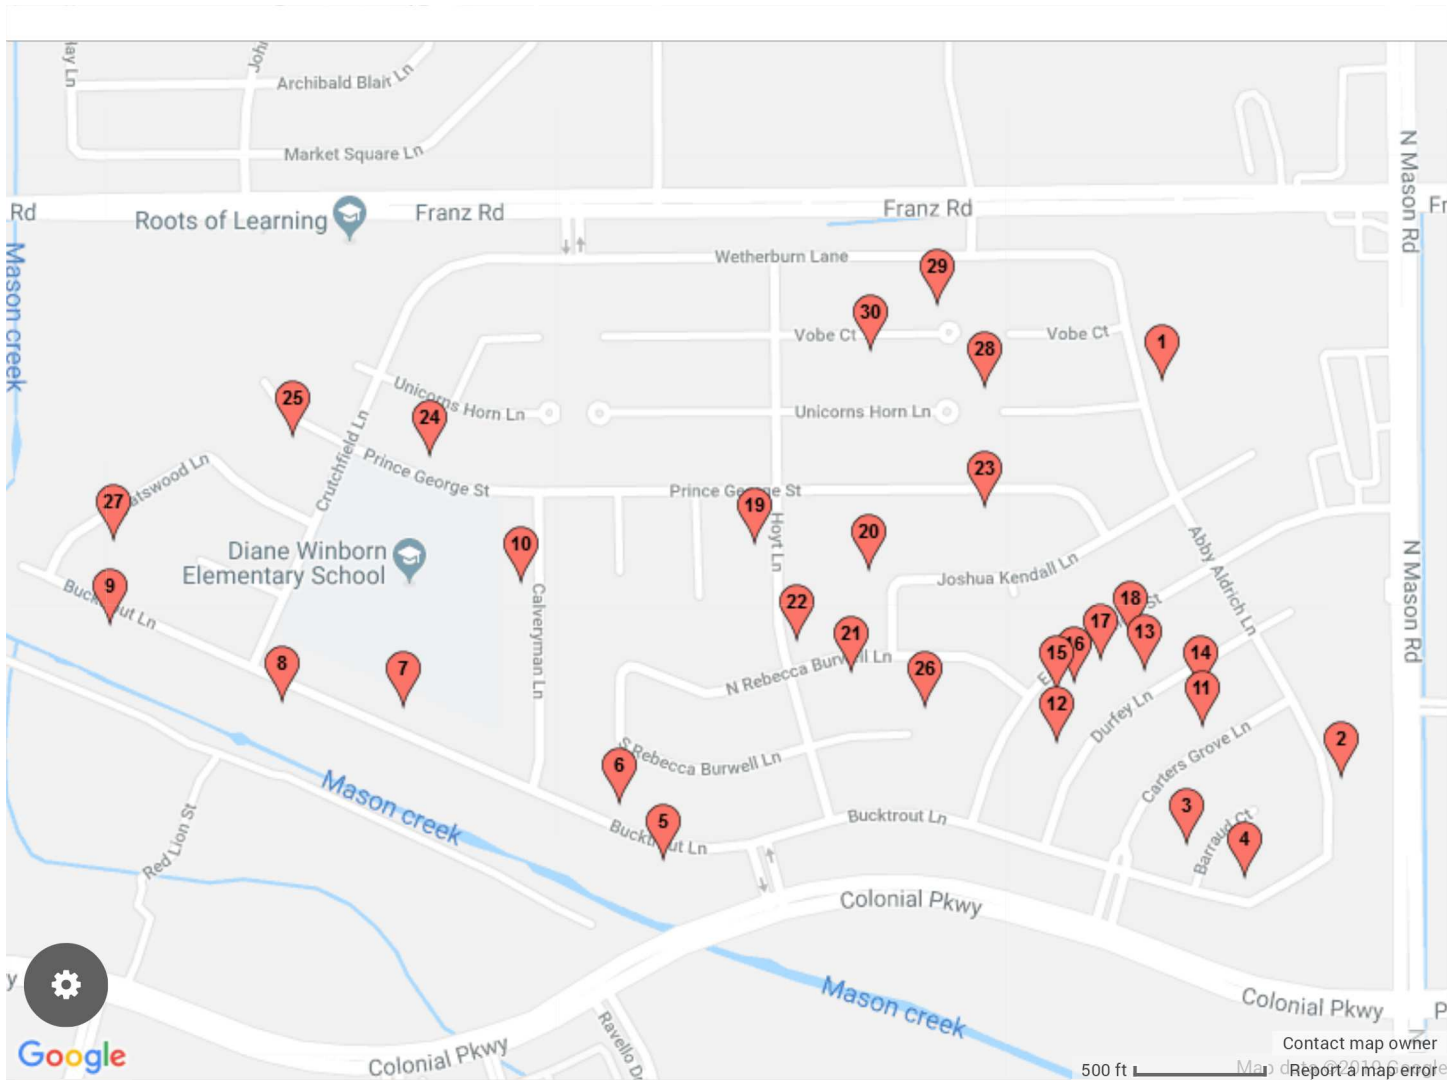 Archibald Blair Ln
Market Square Ln
N Mason Rd
Rd
Roots of Learning
Franz Rd
Franz Rd
Mason creek
Wetherburn Lane
29
30
Vobe Ct
Vobe Ct
28
1
25
Unicorns Horn Ln
24
Unicorns Horn Ln
Crutchfield Ln
Prince George St
23
Prince George St
19
27
Hoyt Ln
20
10
Diane Winborn
Elementary School
Joshua Kendall Ln
Abby Aldrich Ln
N Mason Rd
9
Bucktrout Ln
Calveryman Ln
22
18
17
13
21
16
15
14
N Rebecca Burwell Ln
26
8
7
11
12
Durfey Ln
2
6
S Rebecca Burwell Ln
Carters Grove Ln
3
5
Bucktrout Ln
Bucktrout Ln
4
Barraud Ct
Mason creek
Red Lion St
Colonial Pkwy
Mason creek
Colonial Pkwy
Ravello Dr
Colonial Pkwy
Google
Contact map owner
500 ft
Report a map error